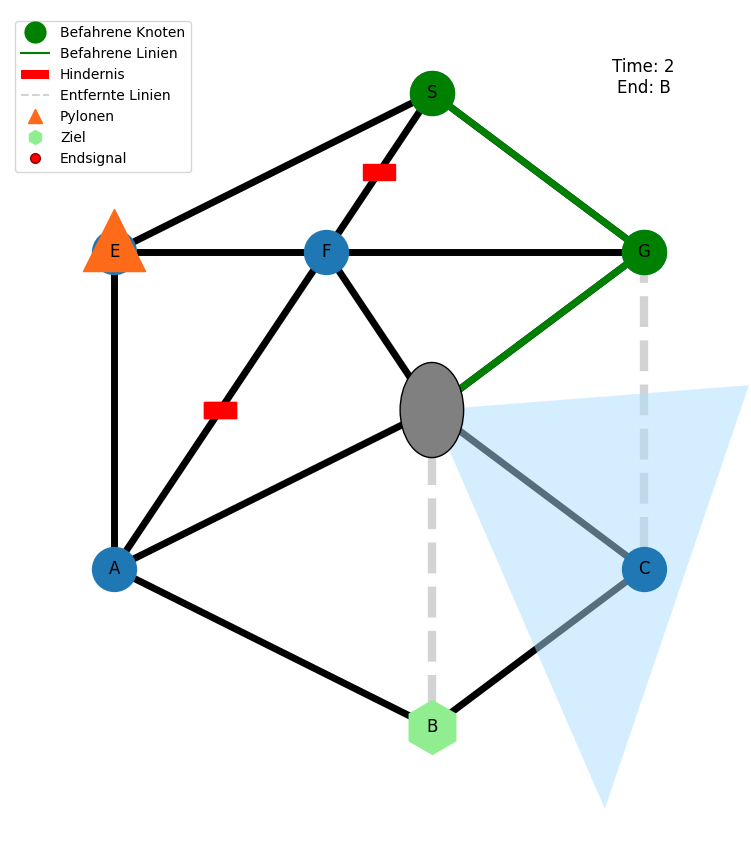 Befahrene Knoten
Befahrene Linien
Hindernis
Entfernte Linien
Pylonen
Ziel
Endsignal
Time: 2
End: B
S
E
F
G
A
C
B